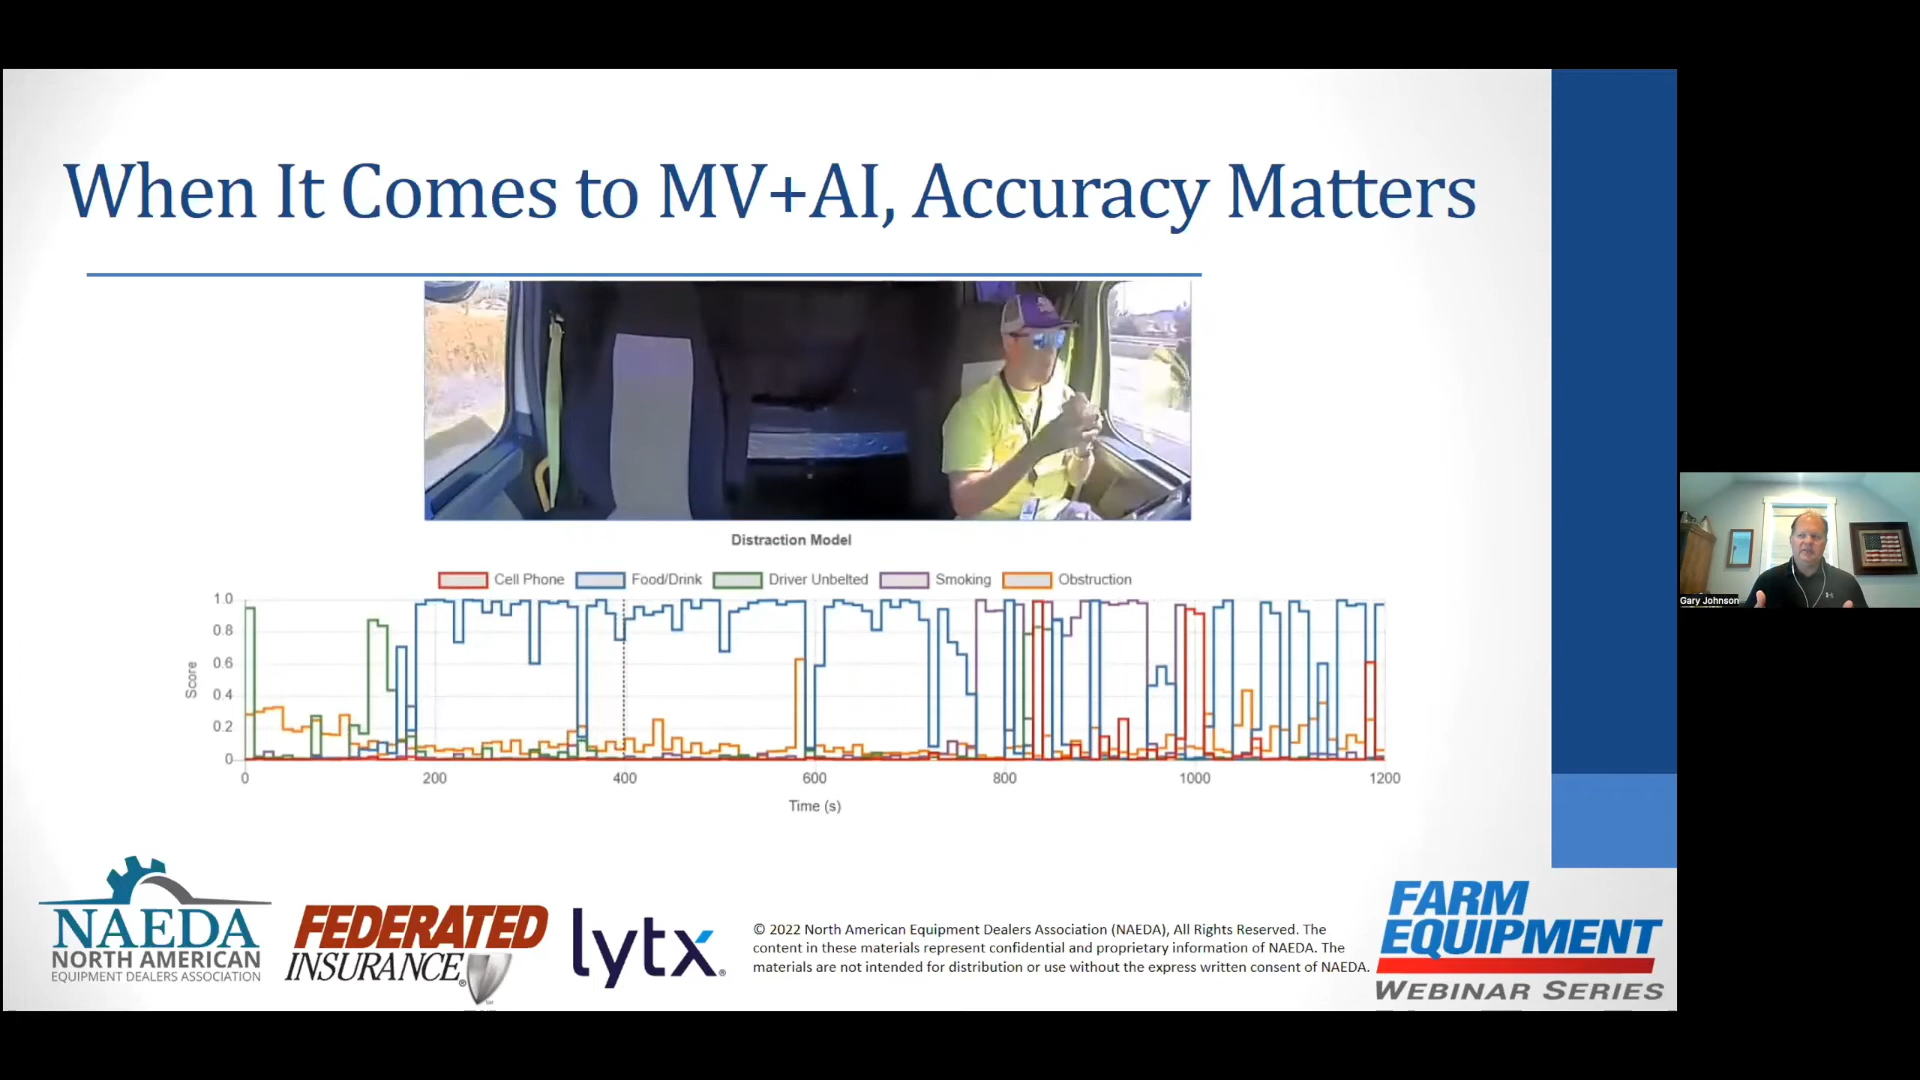 When It Comes to MV+AI, Accuracy Matters
Distraction Model
Cell Phone Food/Drink Driver Unbelted Smoking Obstruction
1.0
0.8
0.6
0.4
0.2
0
Score
0 200 400 600 800 1000 1200
Time (s)
Gary Johnson
NAEDA
NORTH AMERICAN
EQUIPMENT DEALERS ASSOCIATION
FEDERATED
INSURANCE®
lytx®
© 2022 North American Equipment Dealers Association (NAEDA), All Rights Reserved. The
content in these materials represent confidential and proprietary information of NAEDA. The
materials are not intended for distribution or use without the express written consent of NAEDA.
FARM
EQUIPMENT
WEBINAR SERIES